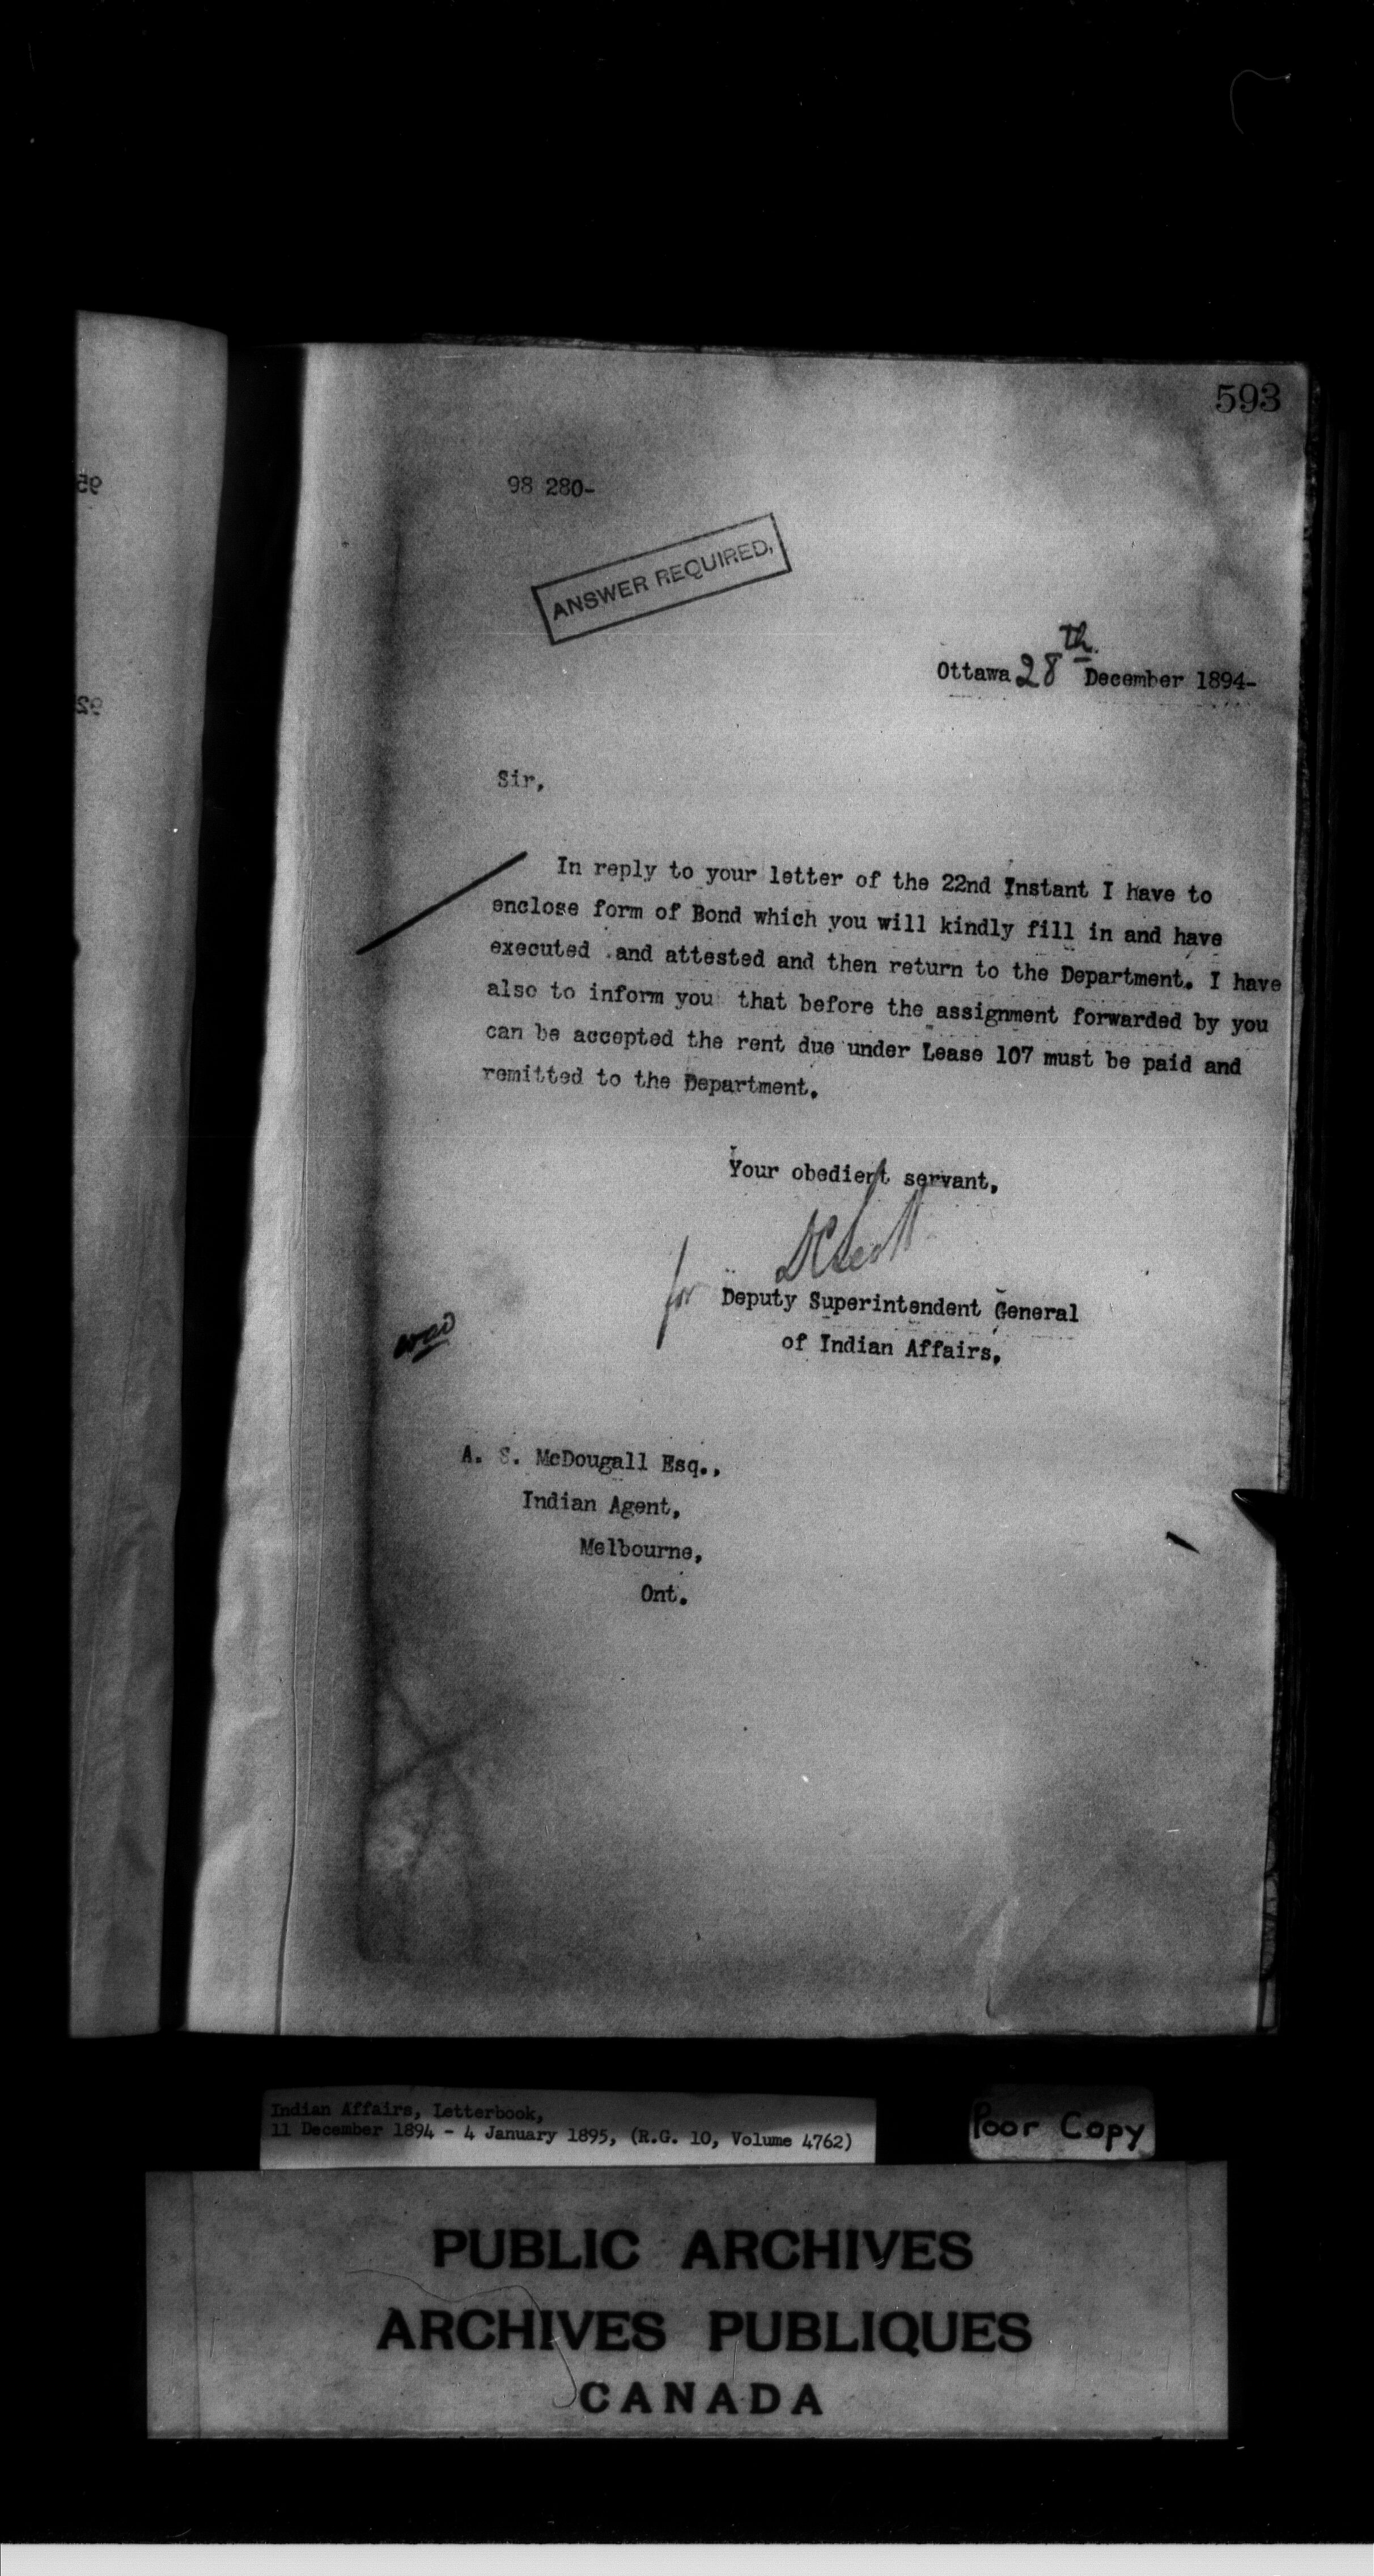 593
98 280-
ANSWER REQUIRED,
Ottawa 28th December 1894-
Sir,
In reply to your letter of the 22nd Instant I have to
enclose form of Bond which you will kindly fill in and have
executed and attested and then return to the Department. I have
also to inform you that before the assignment forwarded by you
can be accepted the rent due under Lease 107 must be paid and
remitted to the Department.
Your obedient servant,
D C Scott
for Deputy Superintendent General
of Indian Affairs,
A. S. McDougall Esq.,
Indian Agent,
Melbourne,
Ont.
Indian Affairs, Letterbook,
11 December 1894 - 4 January 1895, (R.G. 10, Volume 4762)
Poor Copy
PUBLIC ARCHIVES
ARCHIVES PUBLIQUES
CANADA